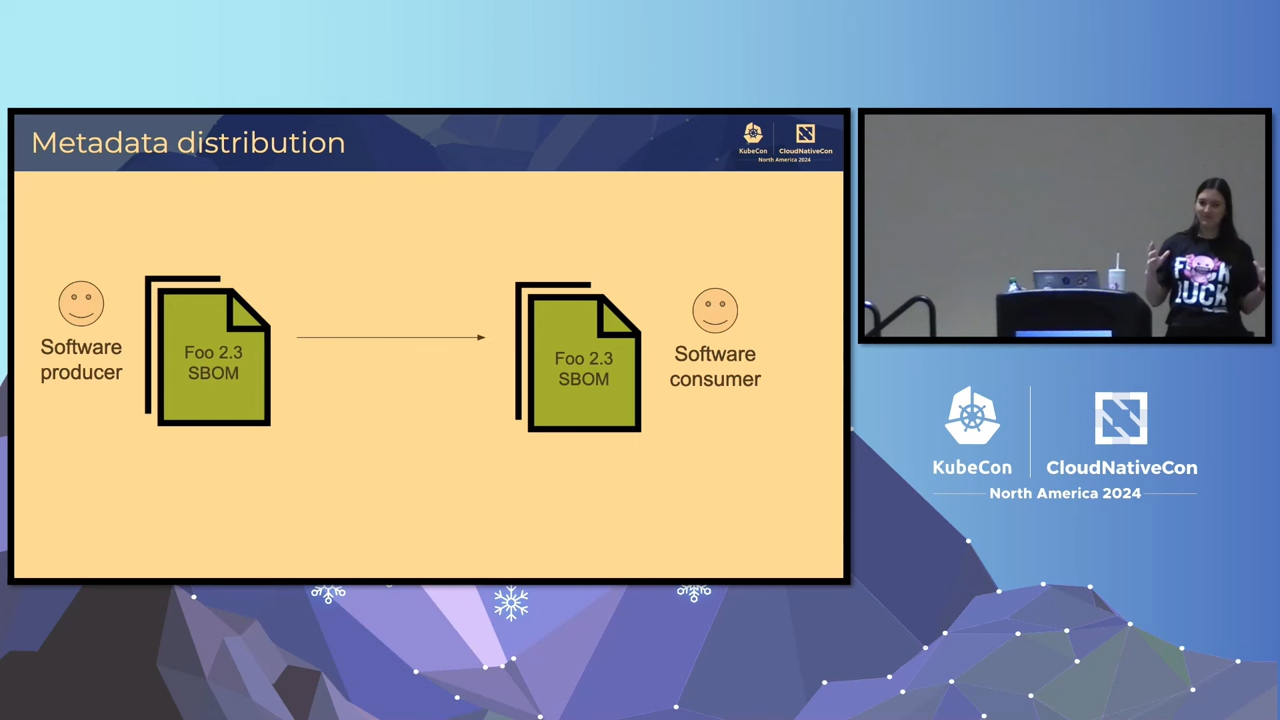 Metadata distribution
KubeCon
CloudNativeCon
North America 2024
Software
producer
Foo 2.3
SBOM
Foo 2.3
SBOM
Software
consumer
KubeCon
CloudNativeCon
North America 2024